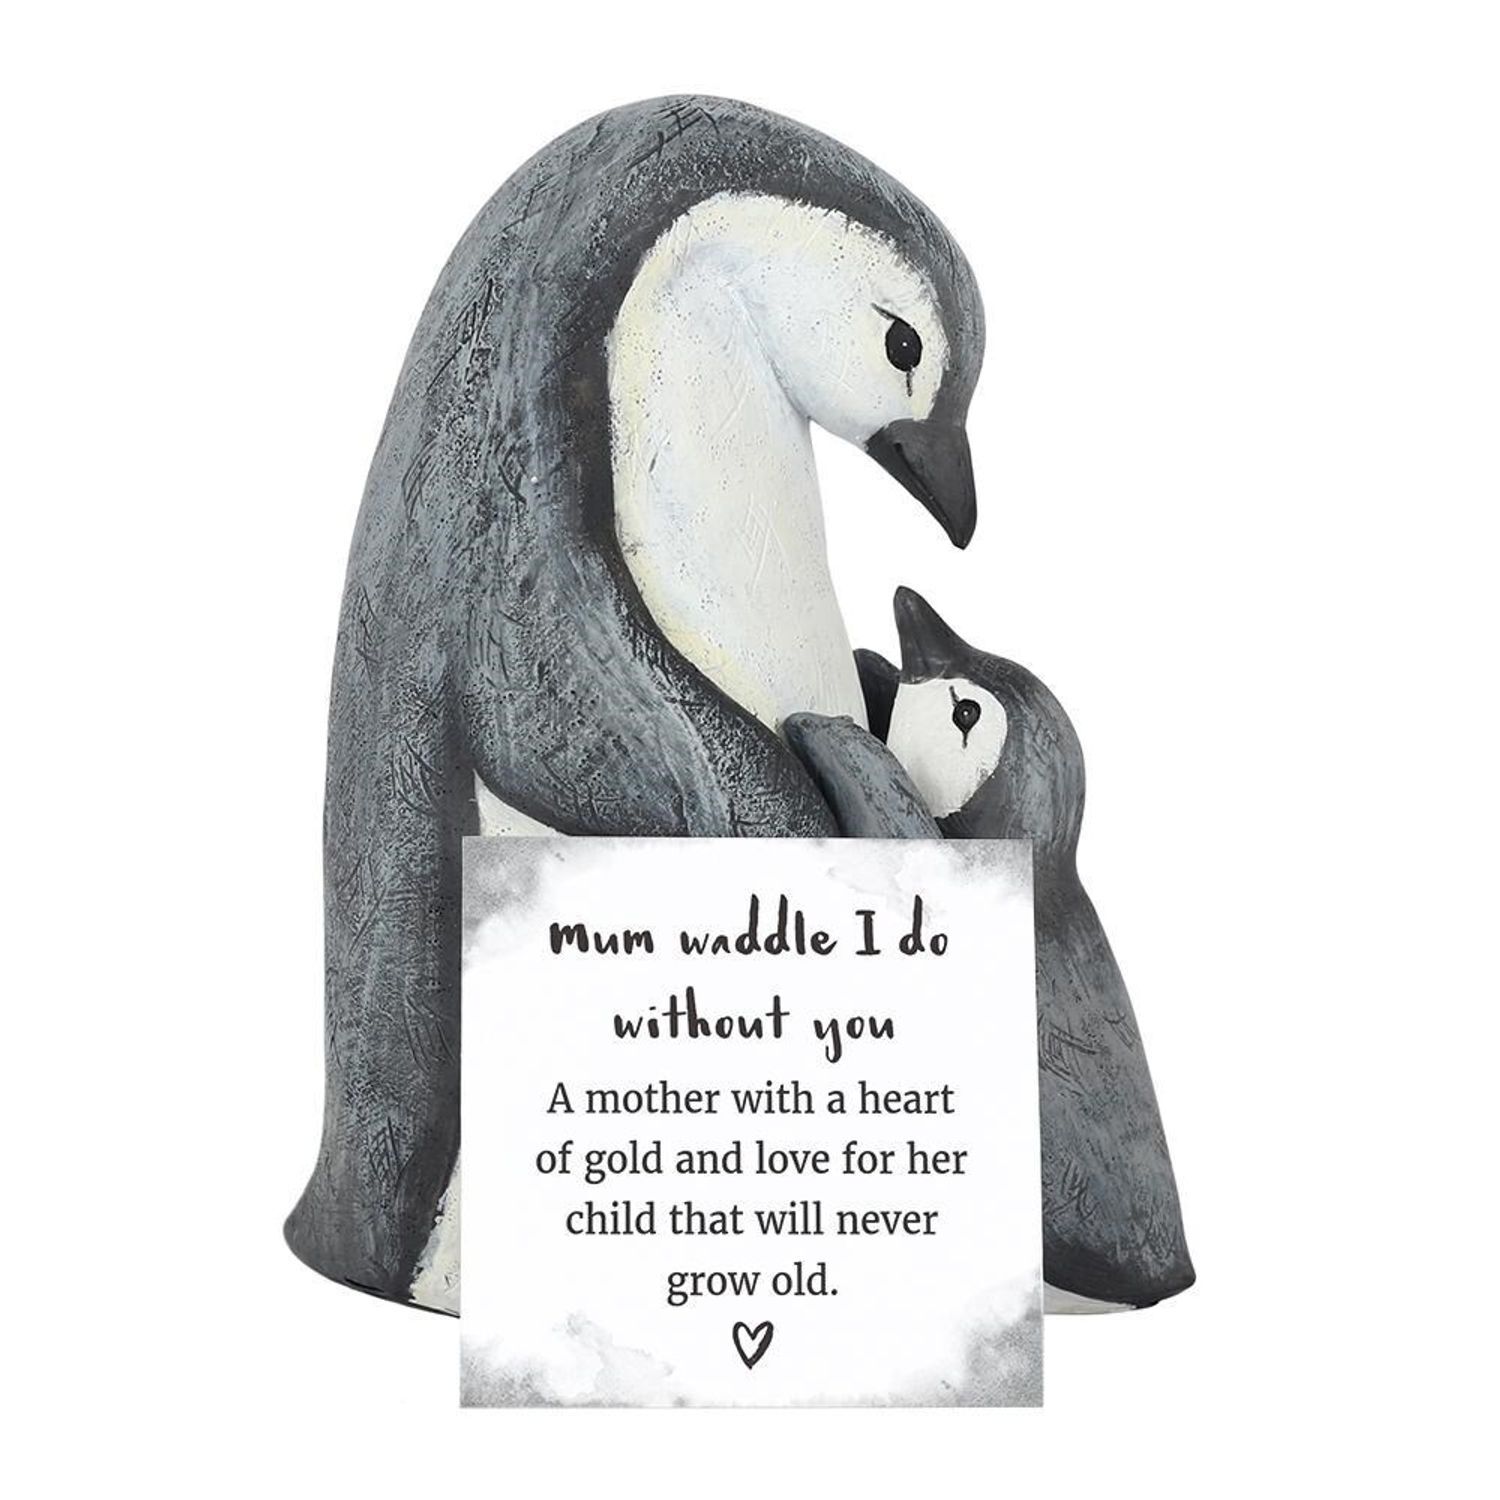 Mum waddle I do
without you
A mother with a heart
of gold and love for her
child that will never
grow old.